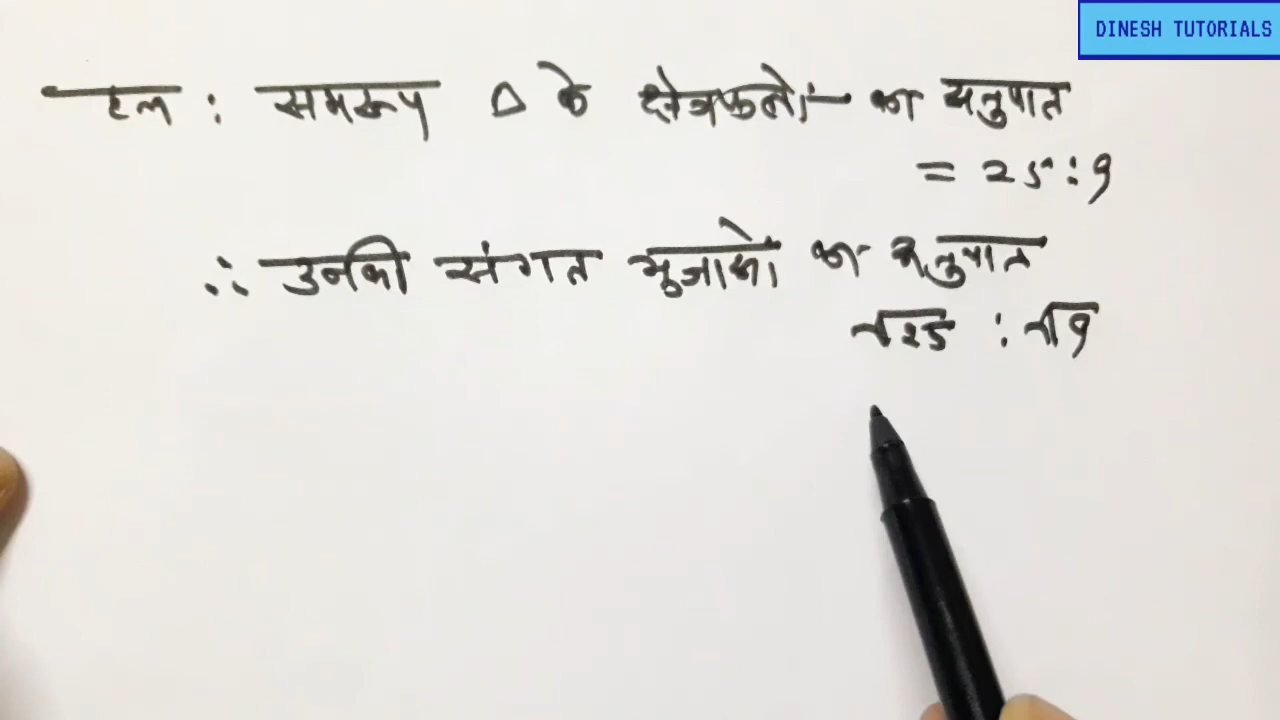 DINESH TUTORIALS
हल : समरूप Δ के क्षेत्रफलों का अनुपात
= 25 : 9
∴ उनकी संगत भुजाओं का अनुपात
√25 : √9